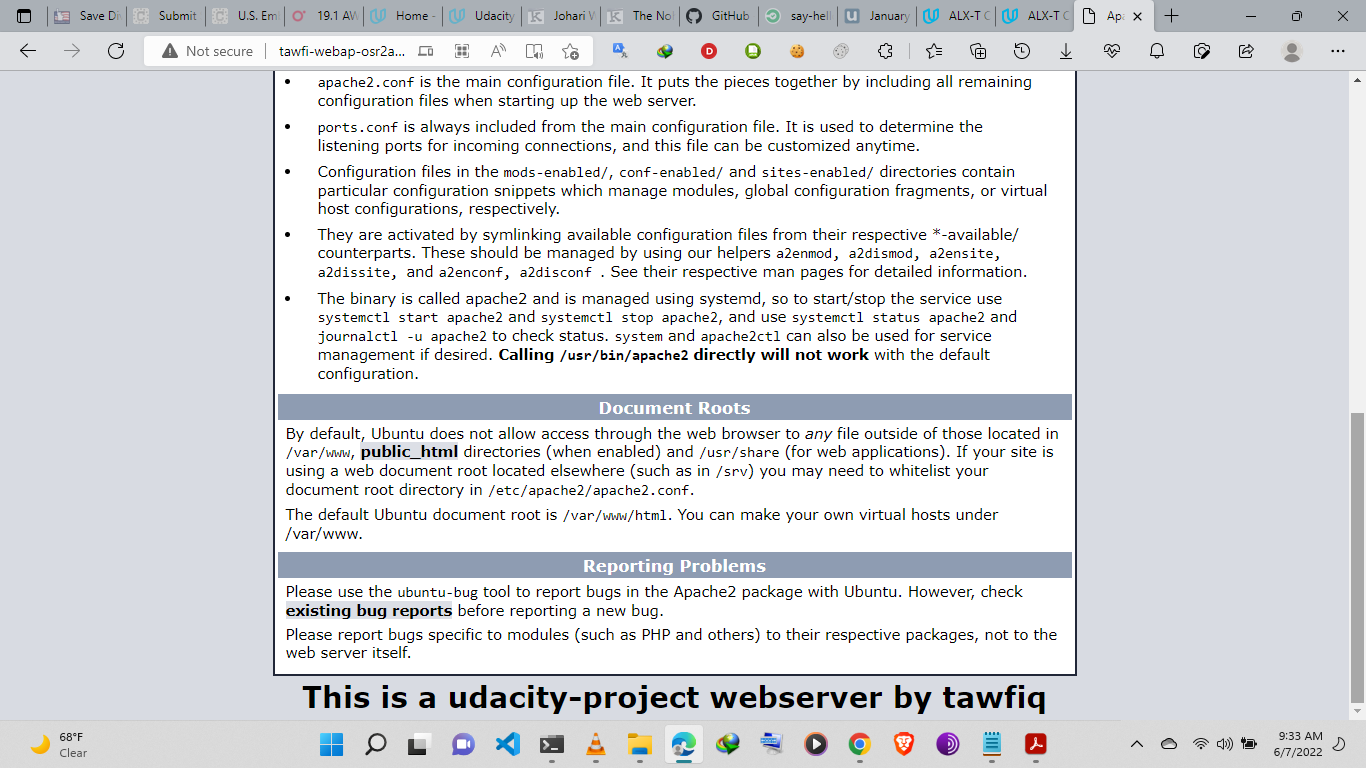 Save Di
Submit
U.S. Em
19.1 AW
Home -
Udacity
Johari W
The Not
GitHub
say-hell
January
ALX-T C
ALX-T C
Apa
Not secure
tawfi-webap-osr2a...
apache2.conf is the main configuration file. It puts the pieces together by including all remaining
configuration files when starting up the web server.
ports.conf is always included from the main configuration file. It is used to determine the
listening ports for incoming connections, and this file can be customized anytime.
Configuration files in the mods-enabled/, conf-enabled/ and sites-enabled/ directories contain
particular configuration snippets which manage modules, global configuration fragments, or virtual
host configurations, respectively.
They are activated by symlinking available configuration files from their respective *-available/
counterparts. These should be managed by using our helpers a2enmod, a2dismod, a2ensite,
a2dissite, and a2enconf, a2disconf . See their respective man pages for detailed information.
The binary is called apache2 and is managed using systemd, so to start/stop the service use
systemctl start apache2 and systemctl stop apache2, and use systemctl status apache2 and
journalctl -u apache2 to check status. system and apache2ctl can also be used for service
management if desired. Calling /usr/bin/apache2 directly will not work with the default
configuration.
Document Roots
By default, Ubuntu does not allow access through the web browser to any file outside of those located in
/var/www, public_html directories (when enabled) and /usr/share (for web applications). If your site is
using a web document root located elsewhere (such as in /srv) you may need to whitelist your
document root directory in /etc/apache2/apache2.conf.
The default Ubuntu document root is /var/www/html. You can make your own virtual hosts under
/var/www.
Reporting Problems
Please use the ubuntu-bug tool to report bugs in the Apache2 package with Ubuntu. However, check
existing bug reports before reporting a new bug.
Please report bugs specific to modules (such as PHP and others) to their respective packages, not to the
web server itself.
This is a udacity-project webserver by tawfiq
68°F
Clear
9:33 AM
6/7/2022